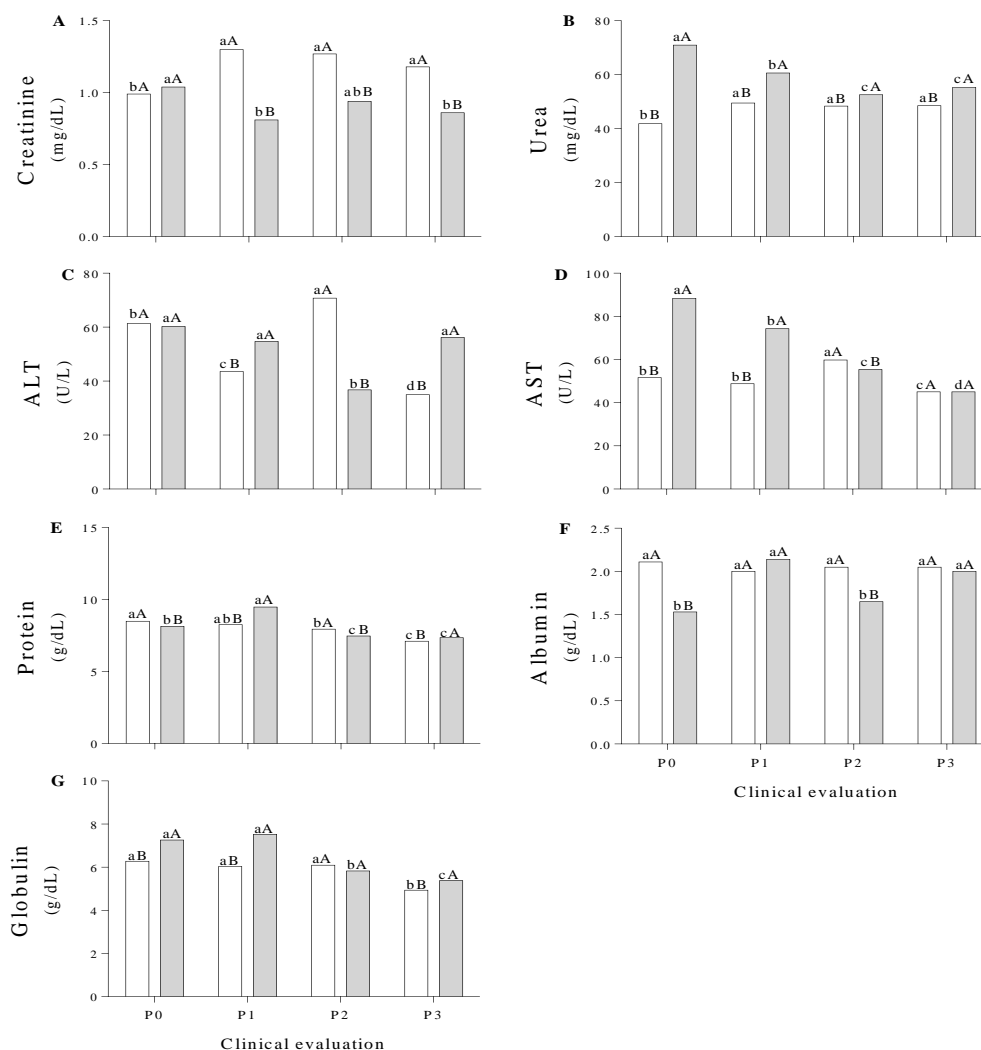 A
Creatinine
(mg/dL)
1.5
1.0
0.5
0.0
bA aA aA bB aA abB aA bB
B
Urea
(mg/dL)
80
60
40
20
0
bB aA aB bA aB cA aB cA
C
ALT
(U/L)
80
60
40
20
0
bA aA cB aA aA bB dB aA
D
AST
(U/L)
100
80
60
40
20
0
bB aA bB bA aA cB cA dA
E
Protein
(g/dL)
15
10
5
0
aA bB abB aA bA cB cB cA
F
Albumin
(g/dL)
2.5
2.0
1.5
1.0
0.5
0.0
aA bB aA aA aA bB aA aA
P0 P1 P2 P3
Clinical evaluation
G
Globulin
(g/dL)
10
8
6
4
2
0
aB aA aB aA aA bA bB cA
P0 P1 P2 P3
Clinical evaluation